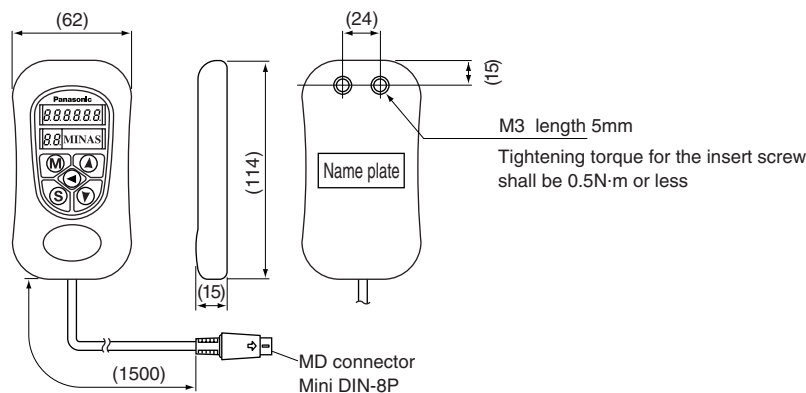 (62)
(24)
(15)
Panasonic
8.8.8.8.8.8.
8.8. MINAS
M
S
(114)
(15)
Name plate
M3 length 5mm
Tightening torque for the insert screw
shall be 0.5N·m or less
(1500)
MD connector
Mini DIN-8P